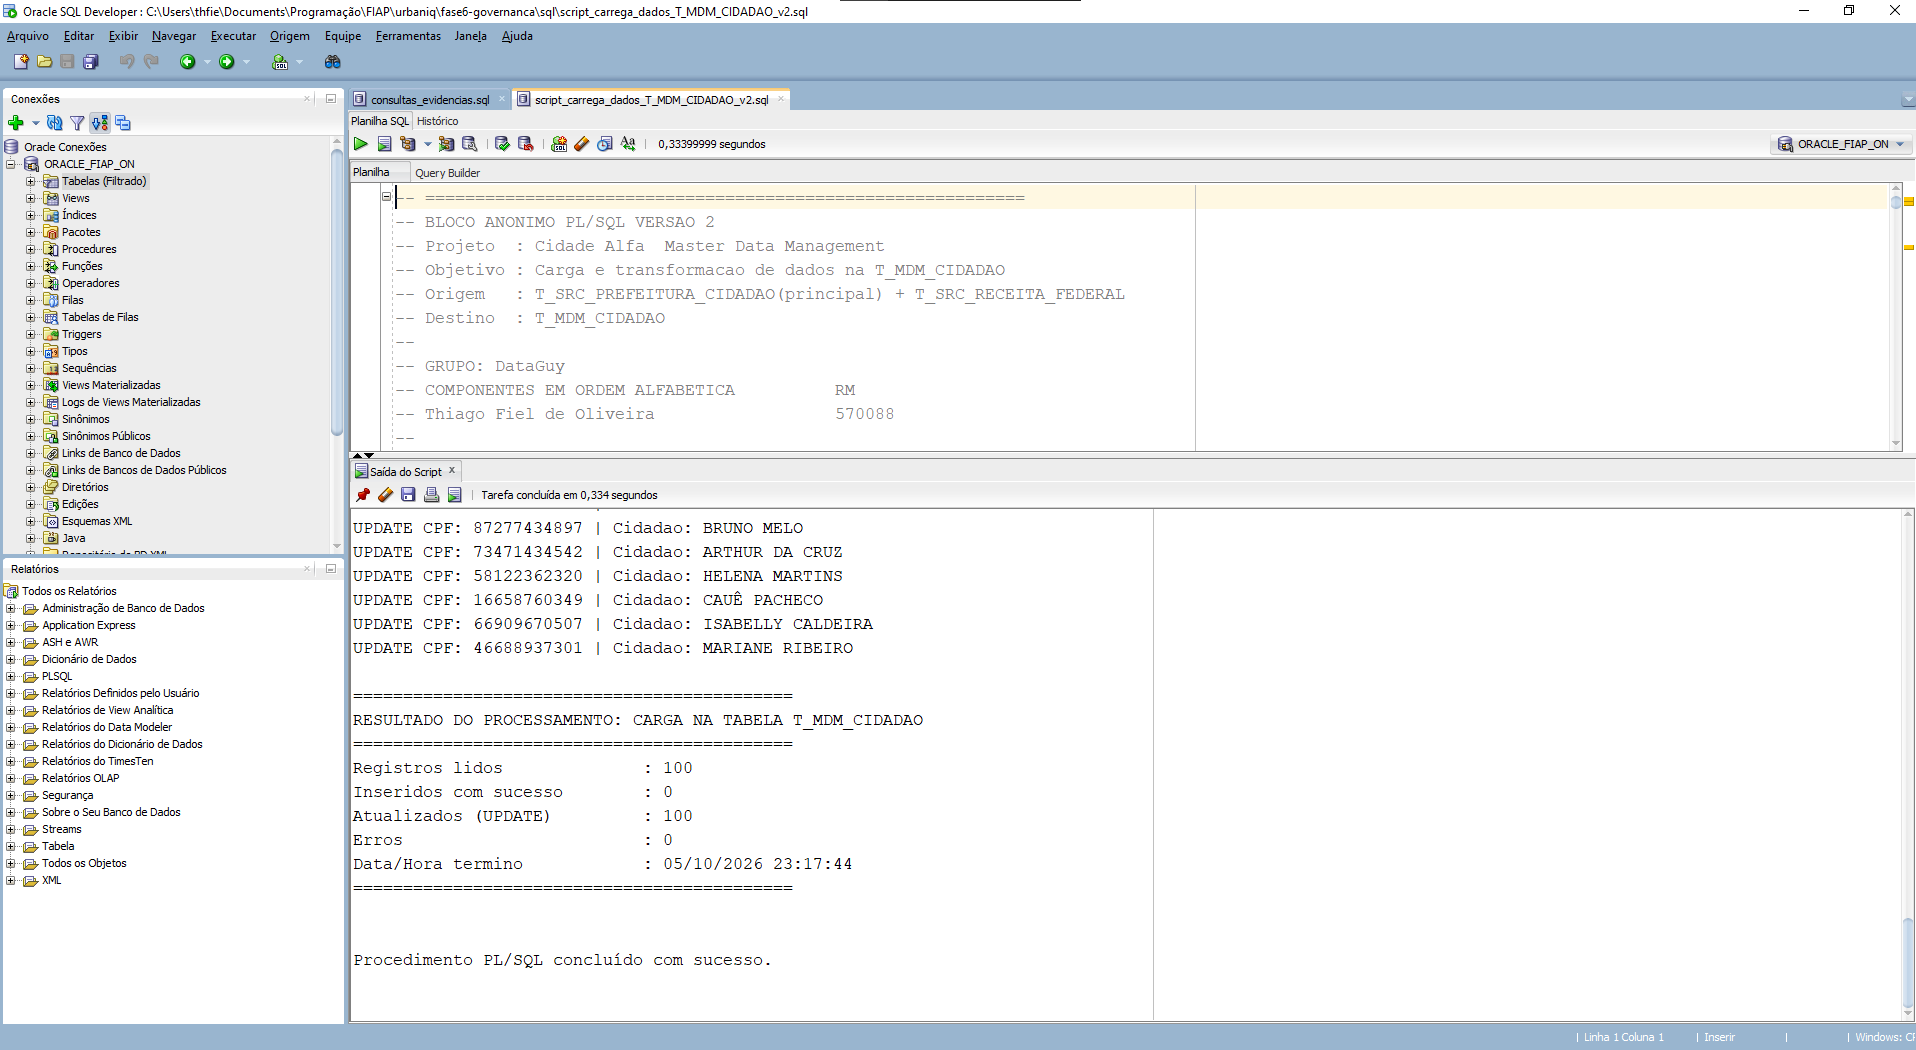 Oracle SQL Developer : C:\Users\thfie\Documents\Programação\FIAP\urbaniq\fase6-governanca\sql\script_carrega_dados_T_MDM_CIDADAO_v2.sql
Arquivo Editar Exibir Navegar Executar Origem Equipe Ferramentas Janela Ajuda
Conexões
Oracle Conexões
ORACLE_FIAP_ON
Tabelas (Filtrado)
Views
Índices
Pacotes
Procedures
Funções
Operadores
Filas
Tabelas de Filas
Triggers
Tipos
Sequências
Views Materializadas
Logs de Views Materializadas
Sinônimos
Sinônimos Públicos
Links de Banco de Dados
Links de Bancos de Dados Públicos
Diretórios
Edições
Esquemas XML
Java
Relatórios
Todos os Relatórios
Administração de Banco de Dados
Application Express
ASH e AWR
Dicionário de Dados
PLSQL
Relatórios Definidos pelo Usuário
Relatórios de View Analítica
Relatórios do Data Modeler
Relatórios do Dicionário de Dados
Relatórios do TimesTen
Relatórios OLAP
Segurança
Sobre o Seu Banco de Dados
Streams
Tabela
Todos os Objetos
XML
consultas_evidencias.sql script_carrega_dados_T_MDM_CIDADAO_v2.sql
Planilha SQL Histórico
0,33399999 segundos ORACLE_FIAP_ON
Planilha Query Builder
-- ============================================================
-- BLOCO ANONIMO PL/SQL VERSAO 2
-- Projeto  : Cidade Alfa  Master Data Management
-- Objetivo : Carga e transformacao de dados na T_MDM_CIDADAO
-- Origem   : T_SRC_PREFEITURA_CIDADAO(principal) + T_SRC_RECEITA_FEDERAL
-- Destino  : T_MDM_CIDADAO
--
-- GRUPO: DataGuy
-- COMPONENTES EM ORDEM ALFABETICA          RM
-- Thiago Fiel de Oliveira                  570088
--
Saída do Script
Tarefa concluída em 0,334 segundos
UPDATE CPF: 87277434897 | Cidadao: BRUNO MELO
UPDATE CPF: 73471434542 | Cidadao: ARTHUR DA CRUZ
UPDATE CPF: 58122362320 | Cidadao: HELENA MARTINS
UPDATE CPF: 16658760349 | Cidadao: CAUÊ PACHECO
UPDATE CPF: 66909670507 | Cidadao: ISABELLY CALDEIRA
UPDATE CPF: 46688937301 | Cidadao: MARIANE RIBEIRO
============================================
RESULTADO DO PROCESSAMENTO: CARGA NA TABELA T_MDM_CIDADAO
============================================
Registros lidos              : 100
Inseridos com sucesso        : 0
Atualizados (UPDATE)         : 100
Erros                        : 0
Data/Hora termino            : 05/10/2026 23:17:44
============================================
Procedimento PL/SQL concluído com sucesso.
Linha 1 Coluna 1 Inserir Windows: